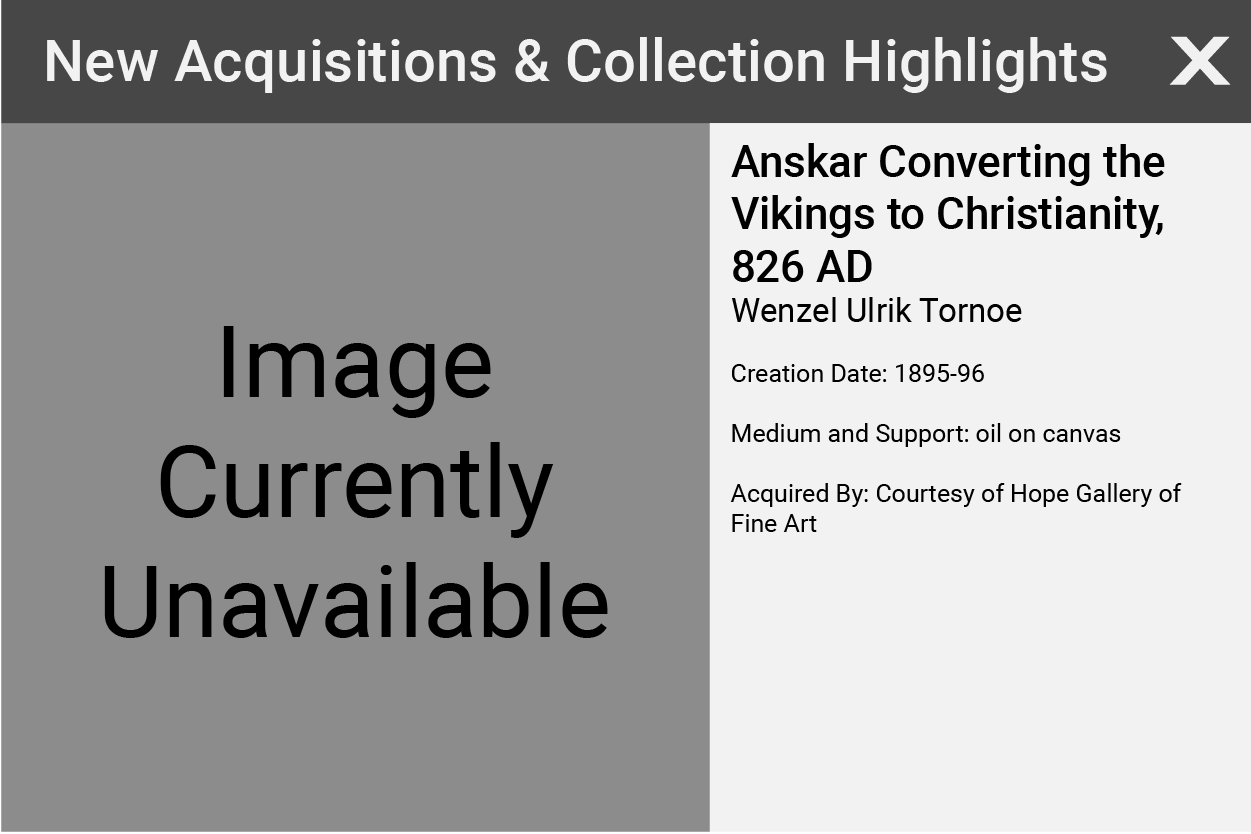 New Acquisitions & Collection Highlights X
Image
Currently
Unavailable
Anskar Converting the
Vikings to Christianity,
826 AD
Wenzel Ulrik Tornoe
Creation Date: 1895-96
Medium and Support: oil on canvas
Acquired By: Courtesy of Hope Gallery of
Fine Art